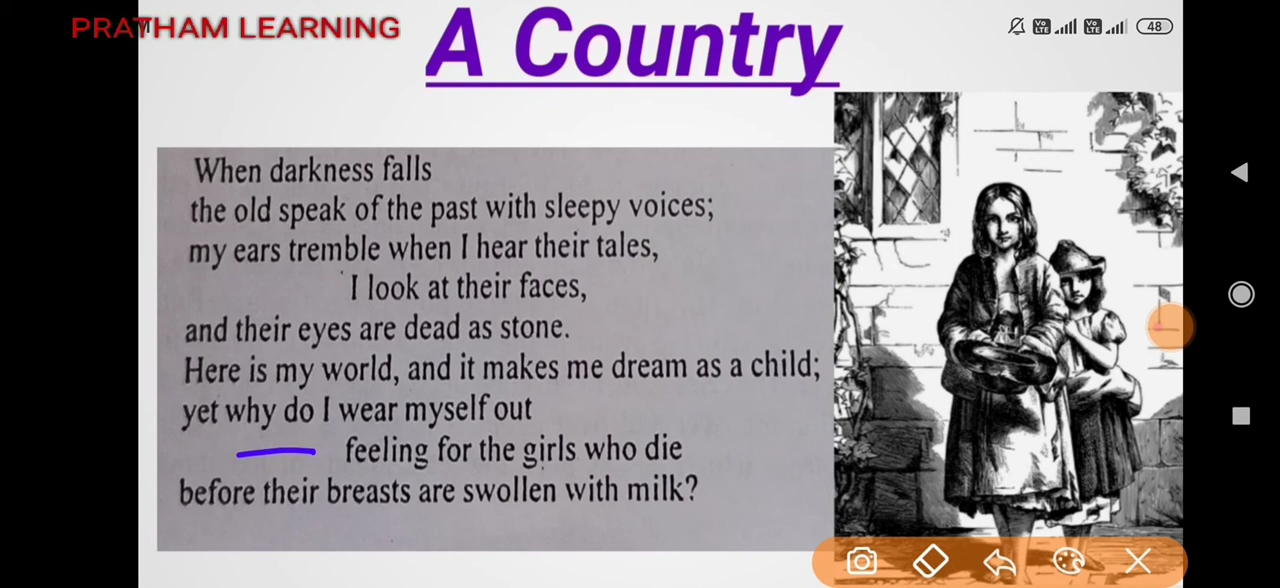 PRATHAM LEARNING
A Country
48
When darkness falls
the old speak of the past with sleepy voices;
my ears tremble when I hear their tales,
I look at their faces,
and their eyes are dead as stone.
Here is my world, and it makes me dream as a child;
yet why do I wear myself out
feeling for the girls who die
before their breasts are swollen with milk?